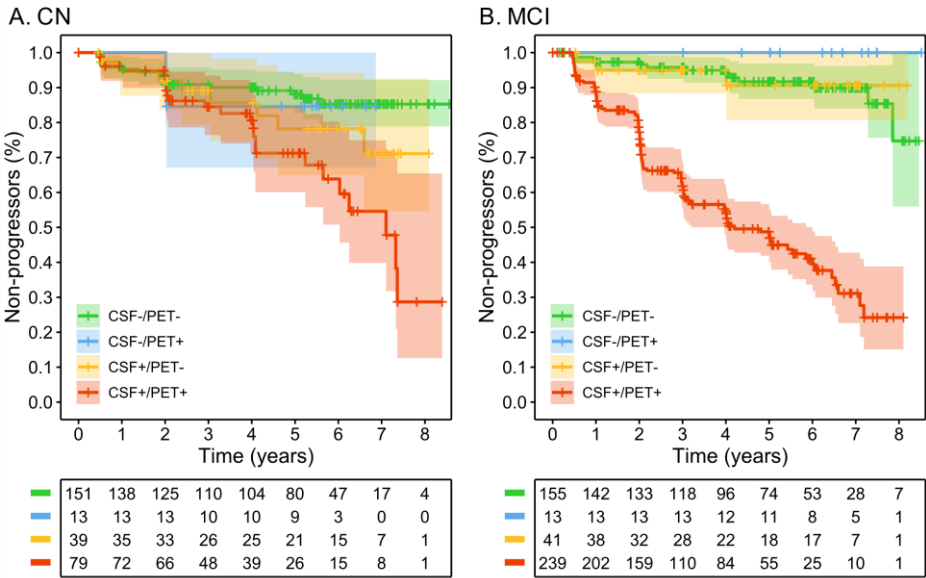 A. CN
B. MCI
Non-progressors (%)
1.0
0.9
0.8
0.7
0.6
0.5
0.4
0.3
0.2
0.1
0.0
CSF-/PET-
CSF-/PET+
CSF+/PET-
CSF+/PET+
0 1 2 3 4 5 6 7 8
Time (years)
151 138 125 110 104 80 47 17 4
13 13 13 10 10 9 3 0 0
39 35 33 26 25 21 15 7 1
79 72 66 48 39 26 15 8 1
Non-progressors (%)
1.0
0.9
0.8
0.7
0.6
0.5
0.4
0.3
0.2
0.1
0.0
CSF-/PET-
CSF-/PET+
CSF+/PET-
CSF+/PET+
0 1 2 3 4 5 6 7 8
Time (years)
155 142 133 118 96 74 53 28 7
13 13 13 13 12 11 8 5 1
41 38 32 28 22 18 17 7 1
239 202 159 110 84 55 25 10 1